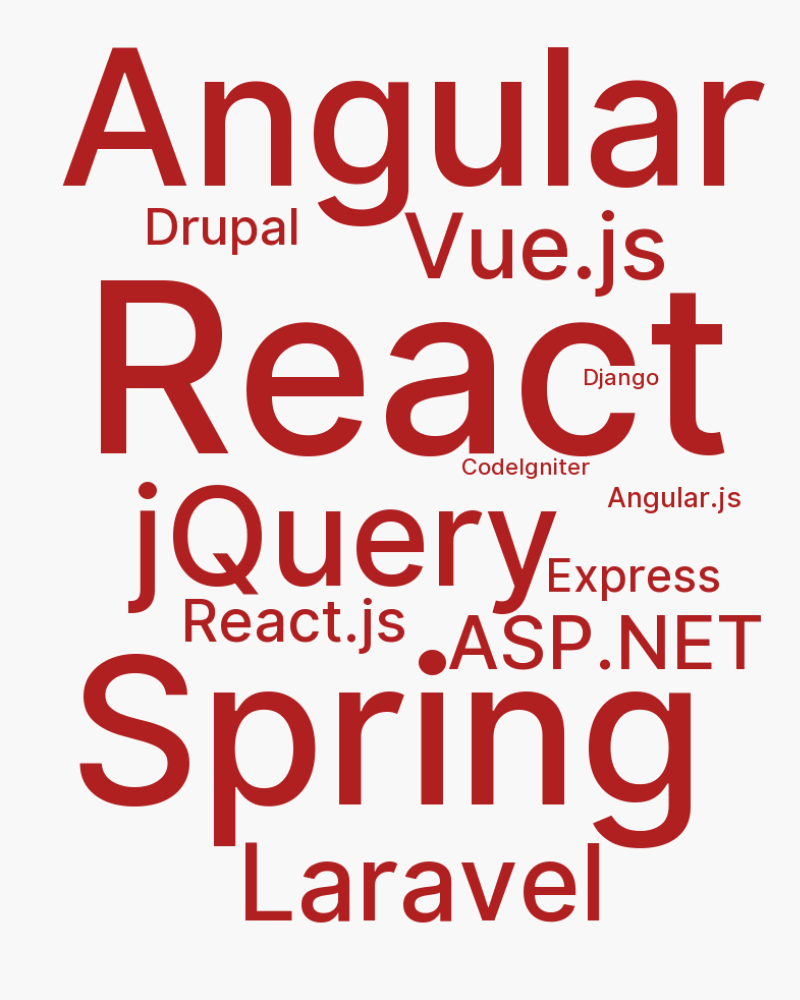 Angular
Drupal
Vue.js
React
Django
CodeIgniter
Angular.js
jQuery
Express
React.js
ASP.NET
Spring
Laravel